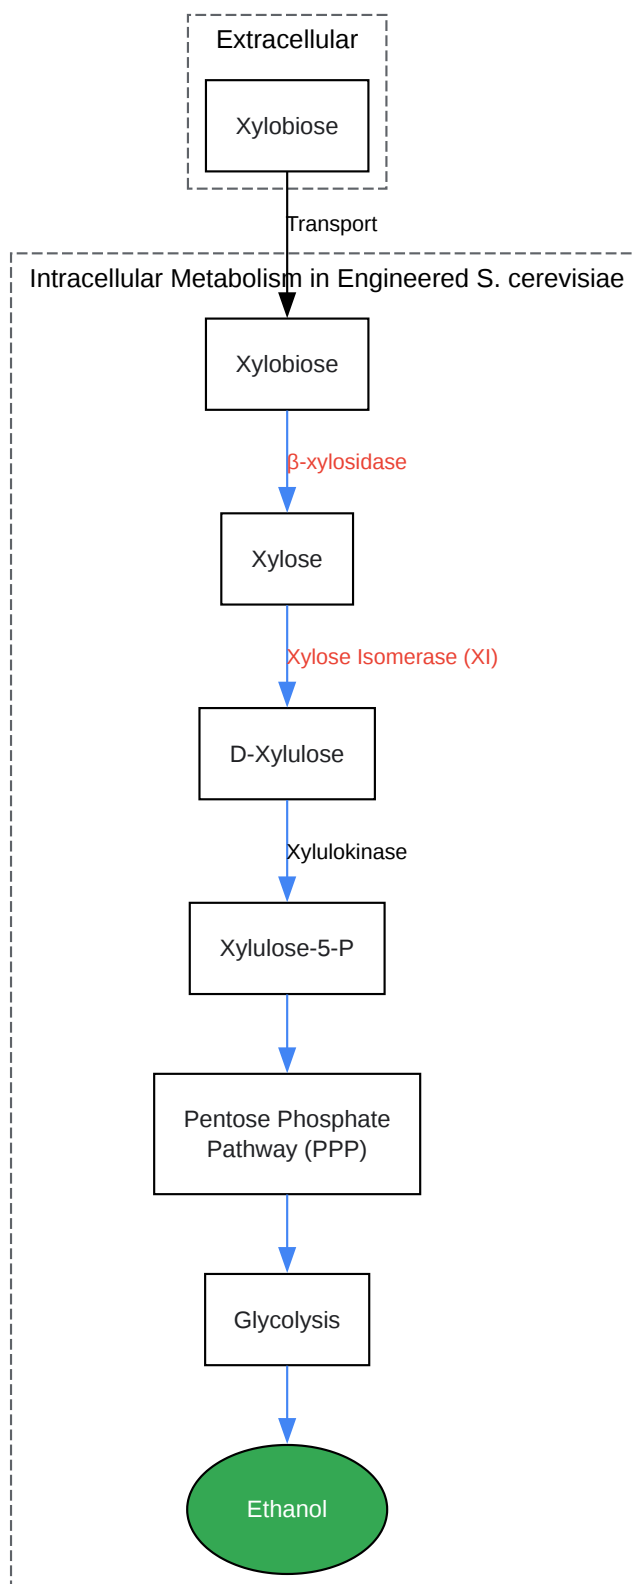 Extracellular
Xylobiose
Transport
Intracellular Metabolism in Engineered S. cerevisiae
Xylobiose
β-xylosidase
Xylose
Xylose Isomerase (XI)
D-Xylulose
Xylulokinase
Xylulose-5-P
Pentose Phosphate
Pathway (PPP)
Glycolysis
Ethanol